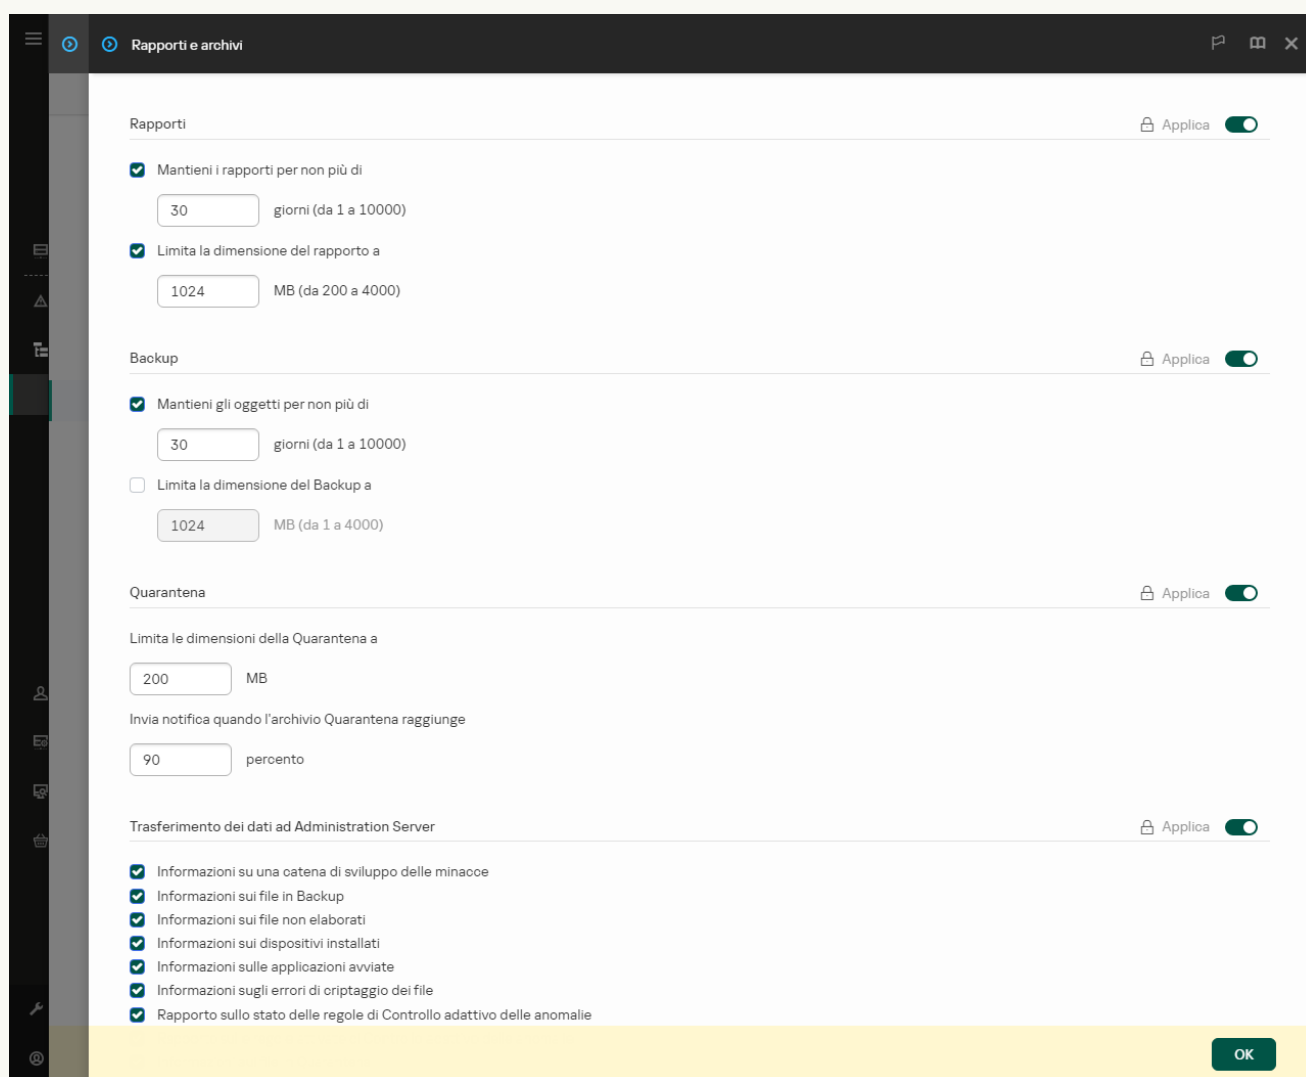 Rapporti e archivi
Rapporti Applica
Mantieni i rapporti per non più di
30 giorni (da 1 a 10000)
Limita la dimensione del rapporto a
1024 MB (da 200 a 4000)
Backup Applica
Mantieni gli oggetti per non più di
30 giorni (da 1 a 10000)
Limita la dimensione del Backup a
1024 MB (da 1 a 4000)
Quarantena Applica
Limita le dimensioni della Quarantena a
200 MB
Invia notifica quando l'archivio Quarantena raggiunge
90 percento
Trasferimento dei dati ad Administration Server Applica
Informazioni su una catena di sviluppo delle minacce
Informazioni sui file in Backup
Informazioni sui file non elaborati
Informazioni sui dispositivi installati
Informazioni sulle applicazioni avviate
Informazioni sugli errori di criptaggio dei file
Rapporto sullo stato delle regole di Controllo adattivo delle anomalie
OK